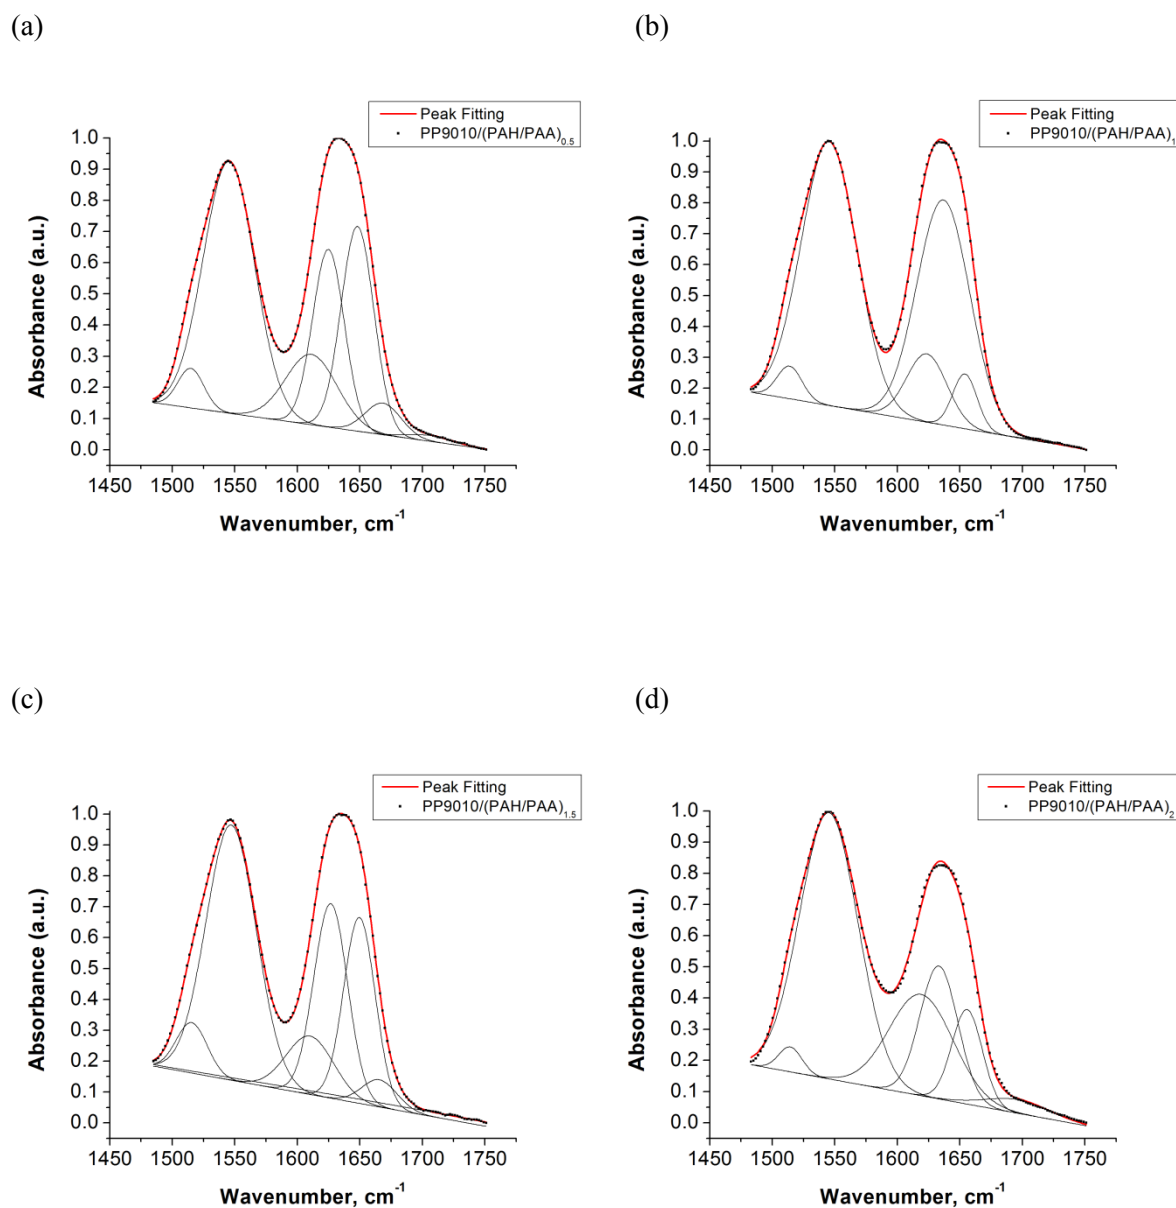 (a)
Peak Fitting
PP9010/(PAH/PAA)0.5
Absorbance (a.u.)
1.0
0.9
0.8
0.7
0.6
0.5
0.4
0.3
0.2
0.1
0.0
1450 1500 1550 1600 1650 1700 1750
Wavenumber, cm-1
(b)
Peak Fitting
PP9010/(PAH/PAA)1
Absorbance (a.u.)
1.0
0.9
0.8
0.7
0.6
0.5
0.4
0.3
0.2
0.1
0.0
1450 1500 1550 1600 1650 1700 1750
Wavenumber, cm-1
(c)
Peak Fitting
PP9010/(PAH/PAA)1.5
Absorbance (a.u.)
1.0
0.9
0.8
0.7
0.6
0.5
0.4
0.3
0.2
0.1
0.0
1450 1500 1550 1600 1650 1700 1750
Wavenumber, cm-1
(d)
Peak Fitting
PP9010/(PAH/PAA)2
Absorbance (a.u.)
1.0
0.9
0.8
0.7
0.6
0.5
0.4
0.3
0.2
0.1
0.0
1450 1500 1550 1600 1650 1700 1750
Wavenumber, cm-1